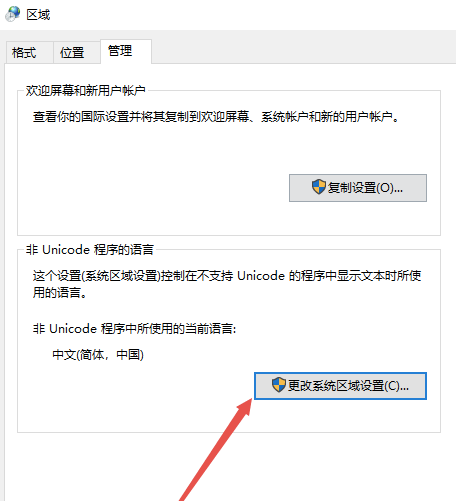 区域
格式 位置 管理
欢迎屏幕和新用户帐户
查看你的国际设置并将其复制到欢迎屏幕、系统帐户和新的用户帐户。
复制设置(O)...
非 Unicode 程序的语言
这个设置(系统区域设置)控制在不支持 Unicode 的程序中显示文本时所使
用的语言。
非 Unicode 程序中所使用的当前语言:
中文(简体，中国)
更改系统区域设置(C)...